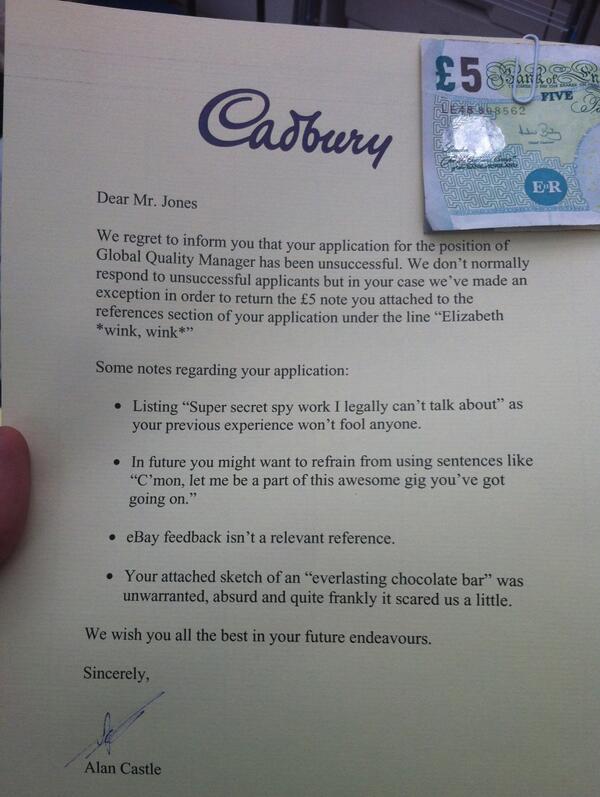 £5 Bank of
FIVE
LE48 898562
E R
Cadbury
Dear Mr. Jones
We regret to inform you that your application for the position of
Global Quality Manager has been unsuccessful. We don't normally
respond to unsuccessful applicants but in your case we've made an
exception in order to return the £5 note you attached to the
references section of your application under the line “Elizabeth
*wink, wink*”
Some notes regarding your application:
• Listing “Super secret spy work I legally can't talk about” as
your previous experience won't fool anyone.
• In future you might want to refrain from using sentences like
“C'mon, let me be a part of this awesome gig you've got
going on.”
• eBay feedback isn't a relevant reference.
• Your attached sketch of an “everlasting chocolate bar” was
unwarranted, absurd and quite frankly it scared us a little.
We wish you all the best in your future endeavours.
Sincerely,
Alan Castle